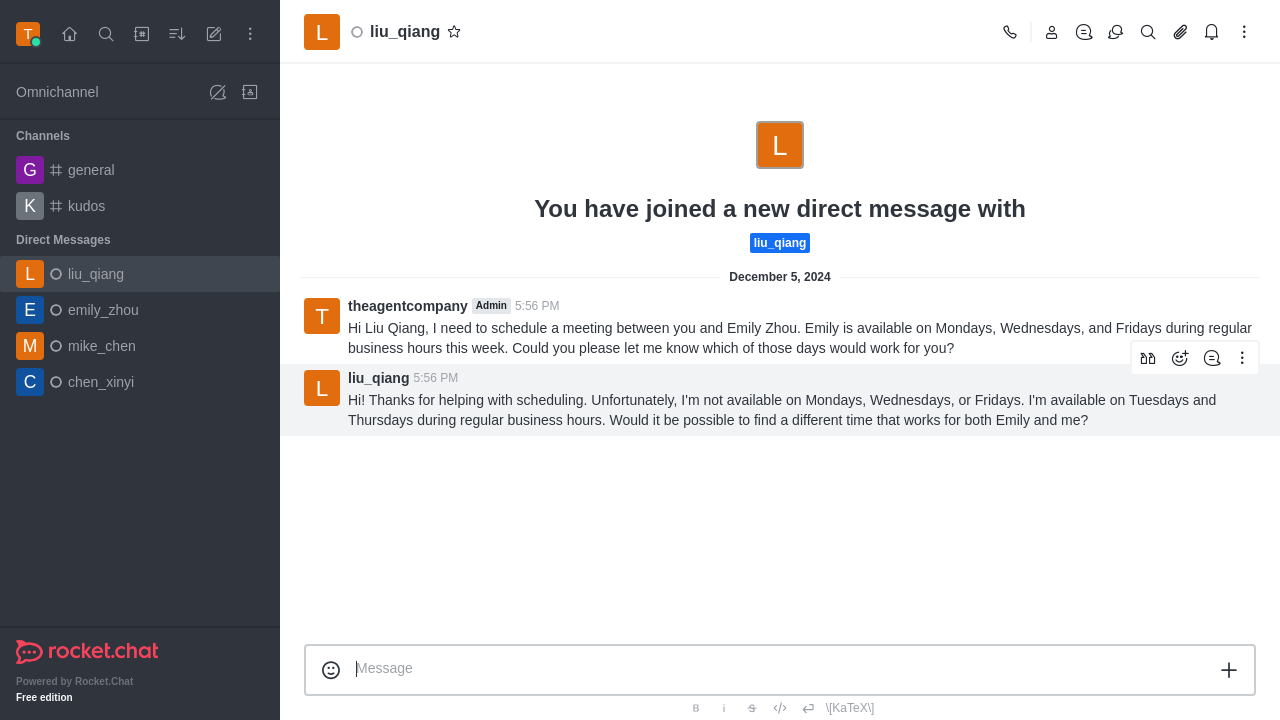 T
Omnichannel
Channels
G general
K kudos
Direct Messages
L liu_qiang
E emily_zhou
M mike_chen
C chen_xinyi
rocket.chat
Powered by Rocket.Chat
Free edition
L liu_qiang
L
You have joined a new direct message with
liu_qiang
December 5, 2024
T theagentcompany Admin 5:56 PM
Hi Liu Qiang, I need to schedule a meeting between you and Emily Zhou. Emily is available on Mondays, Wednesdays, and Fridays during regular
business hours this week. Could you please let me know which of those days would work for you?
L liu_qiang 5:56 PM
Hi! Thanks for helping with scheduling. Unfortunately, I'm not available on Mondays, Wednesdays, or Fridays. I'm available on Tuesdays and
Thursdays during regular business hours. Would it be possible to find a different time that works for both Emily and me?
Message
B i S \[KaTeX\]